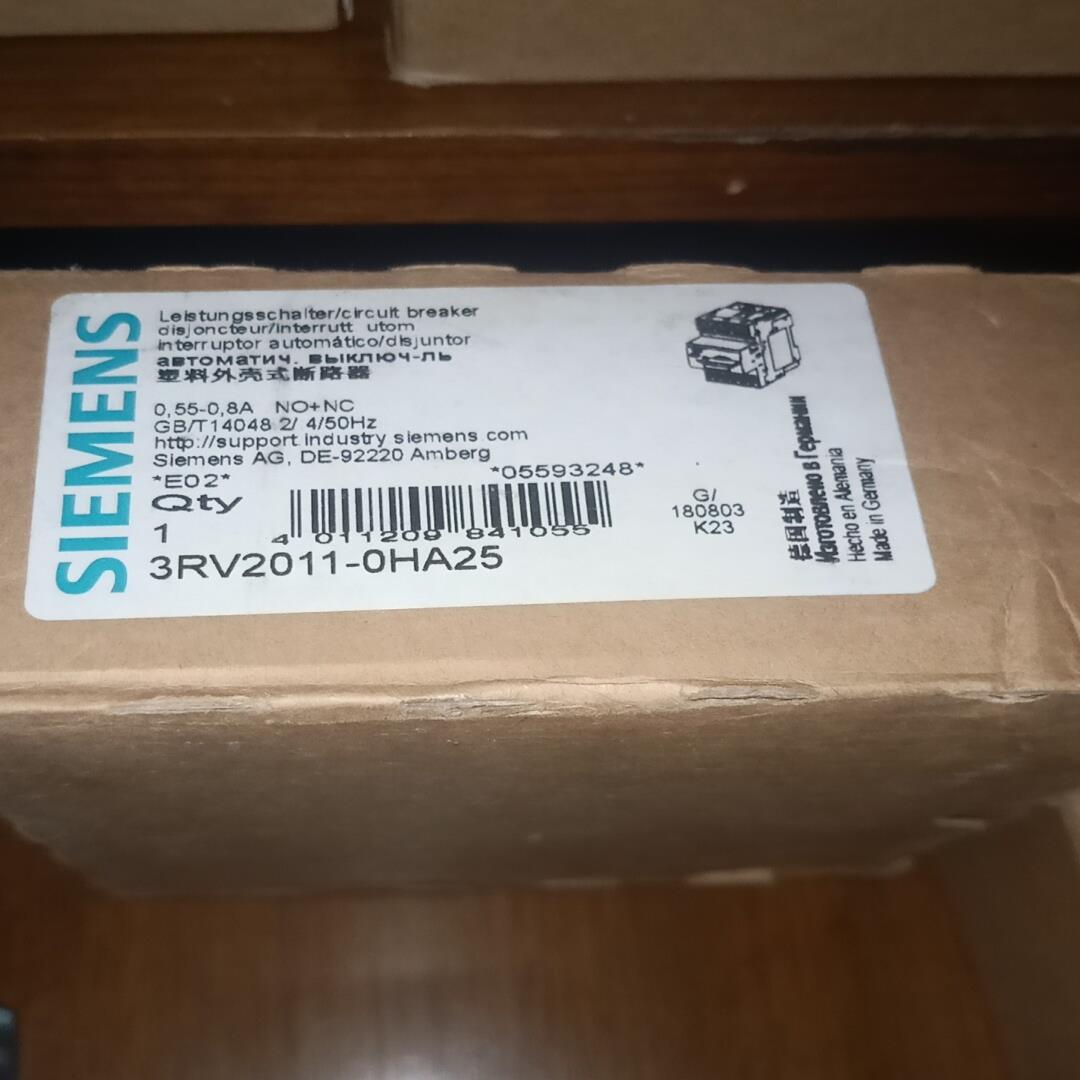 SIEMENS
Leistungsschalter/circuit breaker
disjoncteur/interrutt utom
interruptor automático/disjuntor
автоматич. выключ-ль
塑料外壳式断路器
0,55-0,8A NO+NC
GB/T14048 2/ 4/50Hz
http://support.industry siemens com
Siemens AG, DE-92220 Amberg
*E02*
*05593248*
Qty
1
4 011209 841055
3RV2011-0HA25
G/
180803
K23
德国制造
Изготовлено в Германии
Hecho en Alemania
Made in Germany